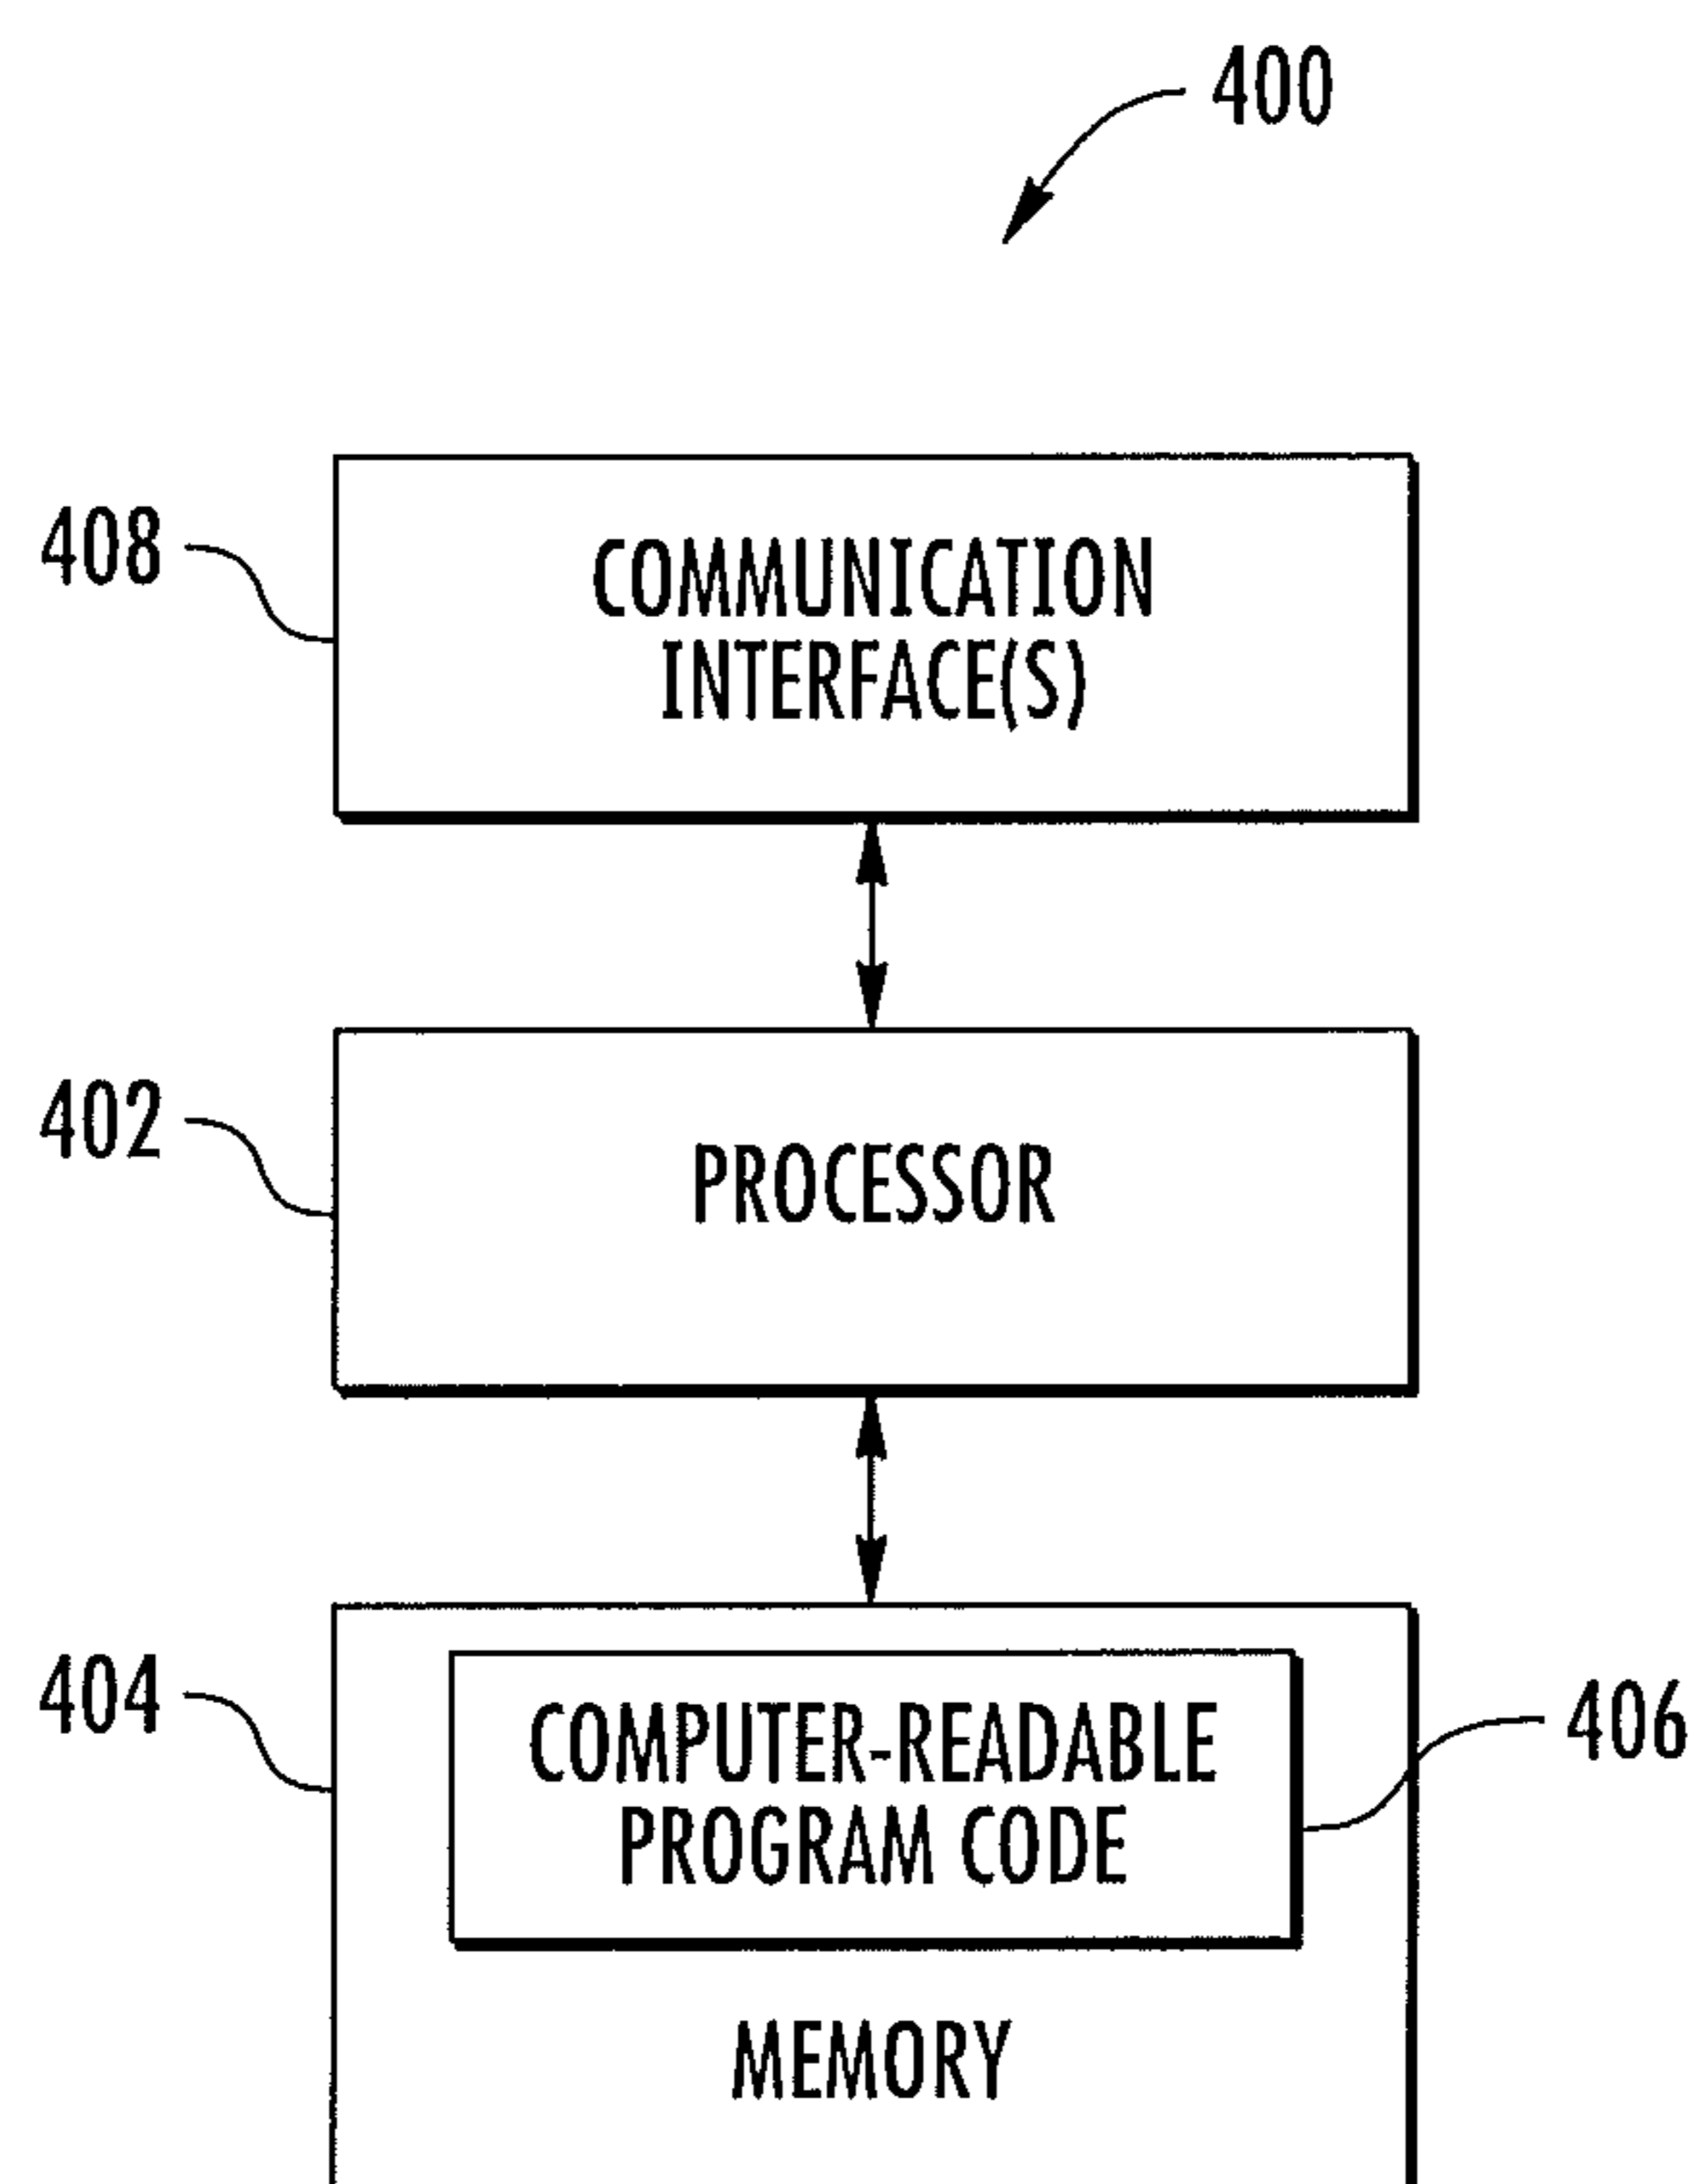 400
408
COMMUNICATION
INTERFACE(S)
402
PROCESSOR
404
COMPUTER-READABLE
PROGRAM CODE
406
MEMORY